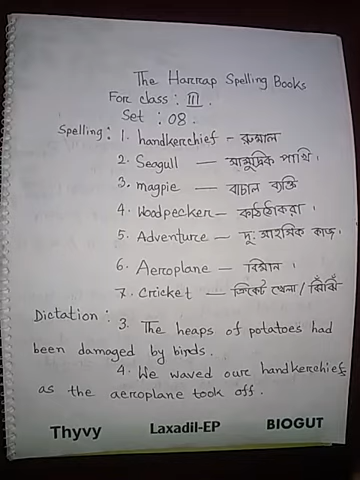 The Harrap Spelling Books
For class : III.
Set : 08.
Spelling : 1. handkerchief - রুমাল
2. Seagull — সামুদ্রিক পাখি।
3. magpie — বাচাল ব্যক্তি
4. Woodpecker - কাঠঠোকরা।
5. Adventure - দু:সাহসিক কাজ।
6. Aeroplane - বিমান।
7. Cricket - ক্রিকেট খেলা/ঝিঁঝিঁ
Dictation : 3. The heaps of potatoes had
been damaged by birds.
4. We waved our handkerchiefs
as the aeroplane took off.
Thyvy Laxadil-EP BIOGUT